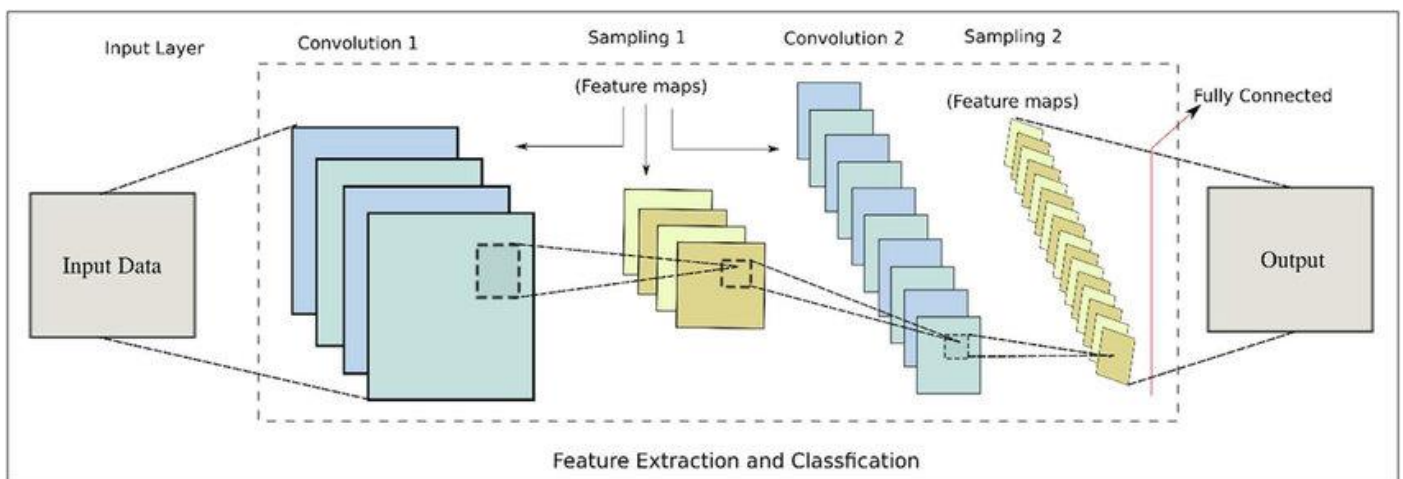 Input Layer
Convolution 1
Sampling 1
Convolution 2
Sampling 2
(Feature maps)
(Feature maps)
Fully Connected
Input Data
Output
Feature Extraction and Classfication